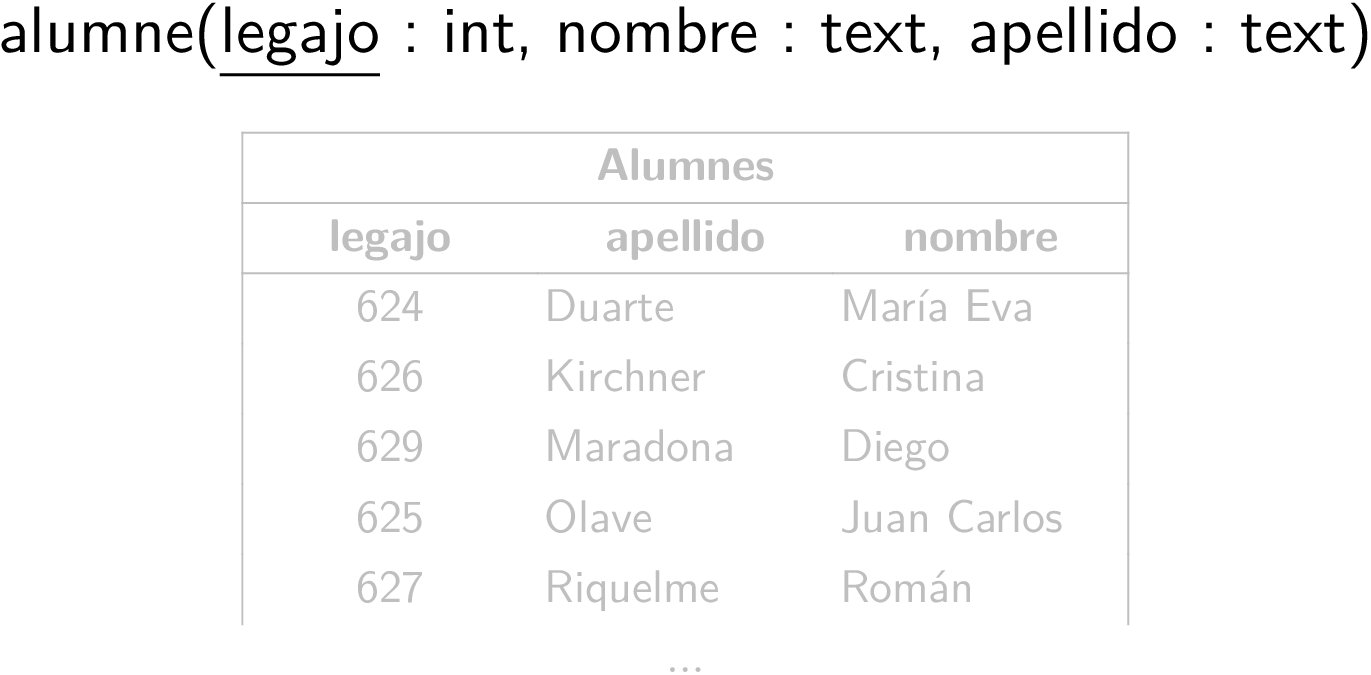 alumne(legajo : int, nombre : text, apellido : text)
Alumnes
legajo apellido nombre
624 Duarte María Eva
626 Kirchner Cristina
629 Maradona Diego
625 Olave Juan Carlos
627 Riquelme Román
...